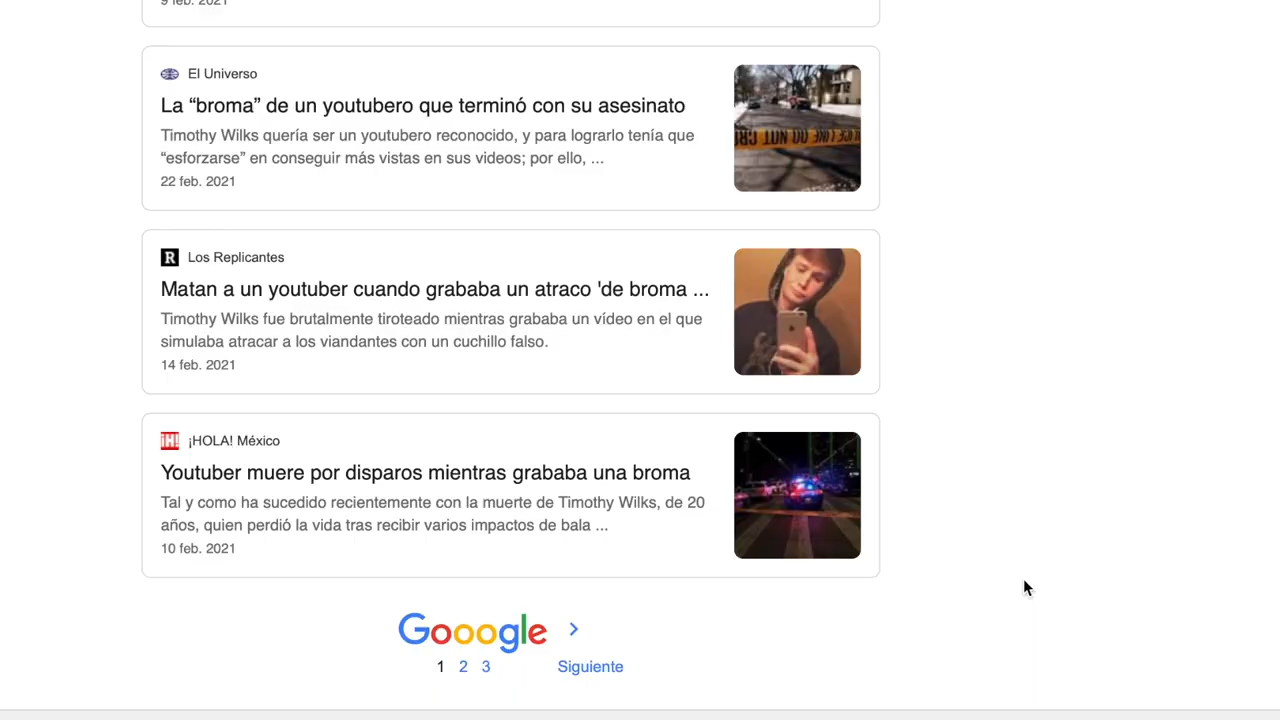 9 feb. 2021
El Universo
La “broma” de un youtubero que terminó con su asesinato
Timothy Wilks quería ser un youtubero reconocido, y para lograrlo tenía que
“esforzarse” en conseguir más vistas en sus videos; por ello, ...
22 feb. 2021
R Los Replicantes
Matan a un youtuber cuando grababa un atraco 'de broma ...
Timothy Wilks fue brutalmente tiroteado mientras grababa un vídeo en el que
simulaba atracar a los viandantes con un cuchillo falso.
14 feb. 2021
¡H! ¡HOLA! México
Youtuber muere por disparos mientras grababa una broma
Tal y como ha sucedido recientemente con la muerte de Timothy Wilks, de 20
años, quien perdió la vida tras recibir varios impactos de bala ...
10 feb. 2021
Gooogle >
1 2 3 Siguiente